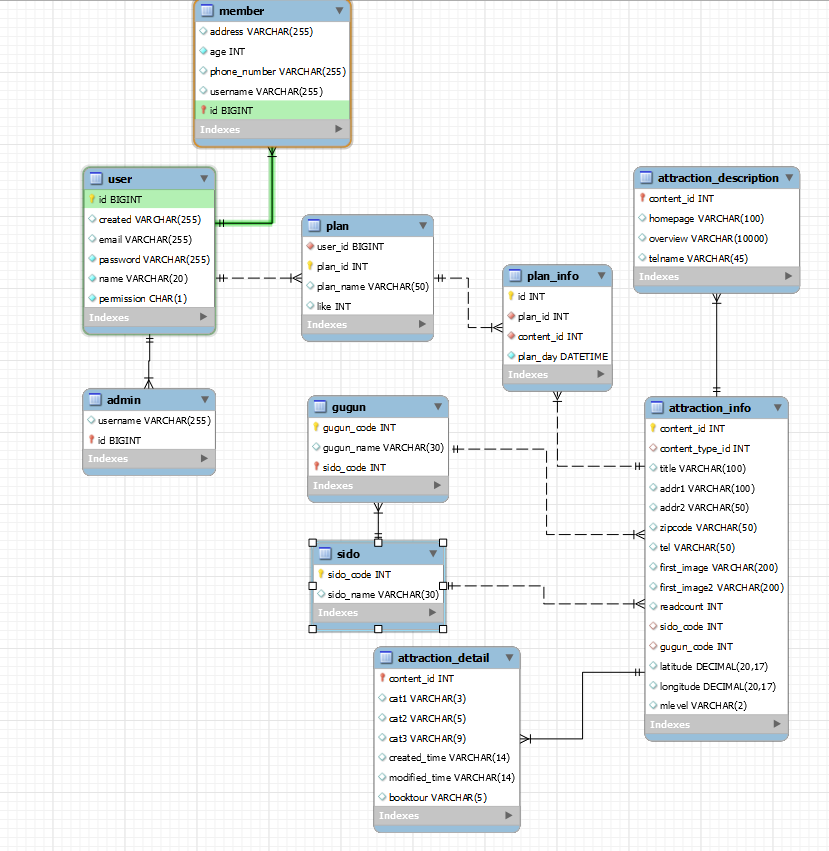 member
address VARCHAR(255)
age INT
phone_number VARCHAR(255)
username VARCHAR(255)
id BIGINT
Indexes
user
id BIGINT
created VARCHAR(255)
email VARCHAR(255)
password VARCHAR(255)
name VARCHAR(20)
permission CHAR(1)
Indexes
plan
user_id BIGINT
plan_id INT
plan_name VARCHAR(50)
like INT
Indexes
plan_info
id INT
plan_id INT
content_id INT
plan_day DATETIME
Indexes
attraction_description
content_id INT
homepage VARCHAR(100)
overview VARCHAR(10000)
telname VARCHAR(45)
Indexes
admin
username VARCHAR(255)
id BIGINT
Indexes
gugun
gugun_code INT
gugun_name VARCHAR(30)
sido_code INT
Indexes
sido
sido_code INT
sido_name VARCHAR(30)
Indexes
attraction_info
content_id INT
content_type_id INT
title VARCHAR(100)
addr1 VARCHAR(100)
addr2 VARCHAR(50)
zipcode VARCHAR(50)
tel VARCHAR(50)
first_image VARCHAR(200)
first_image2 VARCHAR(200)
readcount INT
sido_code INT
gugun_code INT
latitude DECIMAL(20,17)
longitude DECIMAL(20,17)
mlevel VARCHAR(2)
Indexes
attraction_detail
content_id INT
cat1 VARCHAR(3)
cat2 VARCHAR(5)
cat3 VARCHAR(9)
created_time VARCHAR(14)
modified_time VARCHAR(14)
booktour VARCHAR(5)
Indexes